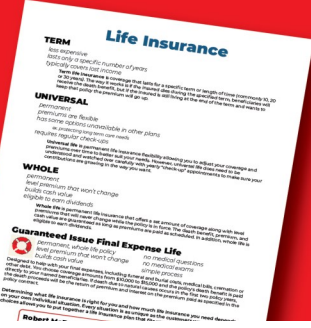 Life Insurance
TERM
less expensive
lasts only a specific number of years
typically covers lost income
Term life insurance is coverage that lasts for a specific term or length of time (commonly 10, 20
or 30 years). The way it works is if the insured dies during the specified term, beneficiaries will
receive the death benefit, but if the insured is still living at the end of the term and wants to
keep that policy the premium will go up.
UNIVERSAL
permanent
premiums are flexible
has some options unavailable in other plans
ex: protecting long term care needs
requires regular check-ups
Universal life is permanent life insurance flexibility allowing you to adjust your coverage and
premiums over time to better suit your needs. However, universal life does need to be
understood and watched over carefully with yearly "check-up" appointments to make sure your
contributions are growing in the way you want.
WHOLE
permanent
level premium that won't change
builds cash value
eligible to earn dividends
Whole life is permanent life insurance that offers a set amount of coverage along with level
premiums that will never change while the policy is in force. The death benefit, premium, and
cash value are guaranteed as long as premiums are paid as scheduled. In addition, whole life is
eligible to earn dividends.
Guaranteed Issue Final Expense Life
permanent, whole life policy
level premium that won't change
builds cash value
no medical questions
no medical exams
simple process
Designed to help with your final expenses, including funeral and burial costs, medical bills, cremation or
other debt. You choose coverage amounts from $5,000 to $25,000 and the policy's death benefit is paid
directly to your named beneficiaries. If death due to natural causes occurs in the first two policy years,
the death proceeds will be the return of premium and interest on the premium paid as specified in the
policy contract.
Determining what life insurance is right for you and how much life insurance you need depends
on your own individual situation. Every situation is as unique as the
you put together a life insurance plan that
Robert